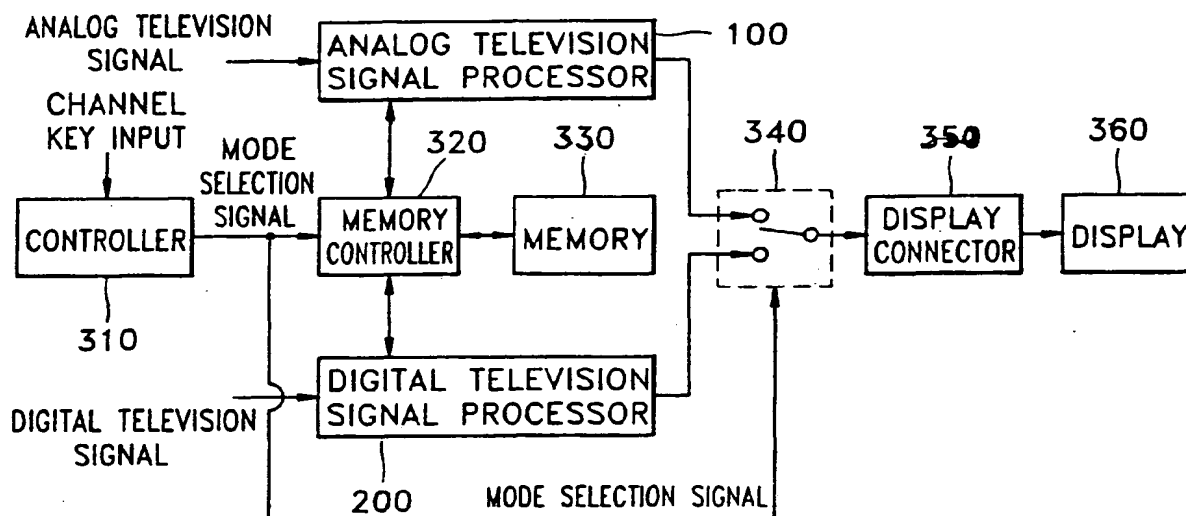 ANALOG TELEVISION
SIGNAL
ANALOG TELEVISION
SIGNAL PROCESSOR
100
CHANNEL
KEY INPUT
MODE
SELECTION
SIGNAL
320
330
340
350
360
CONTROLLER
MEMORY
CONTROLLER
MEMORY
DISPLAY
CONNECTOR
DISPLAY
310
DIGITAL TELEVISION
SIGNAL
DIGITAL TELEVISION
SIGNAL PROCESSOR
200
MODE SELECTION SIGNAL